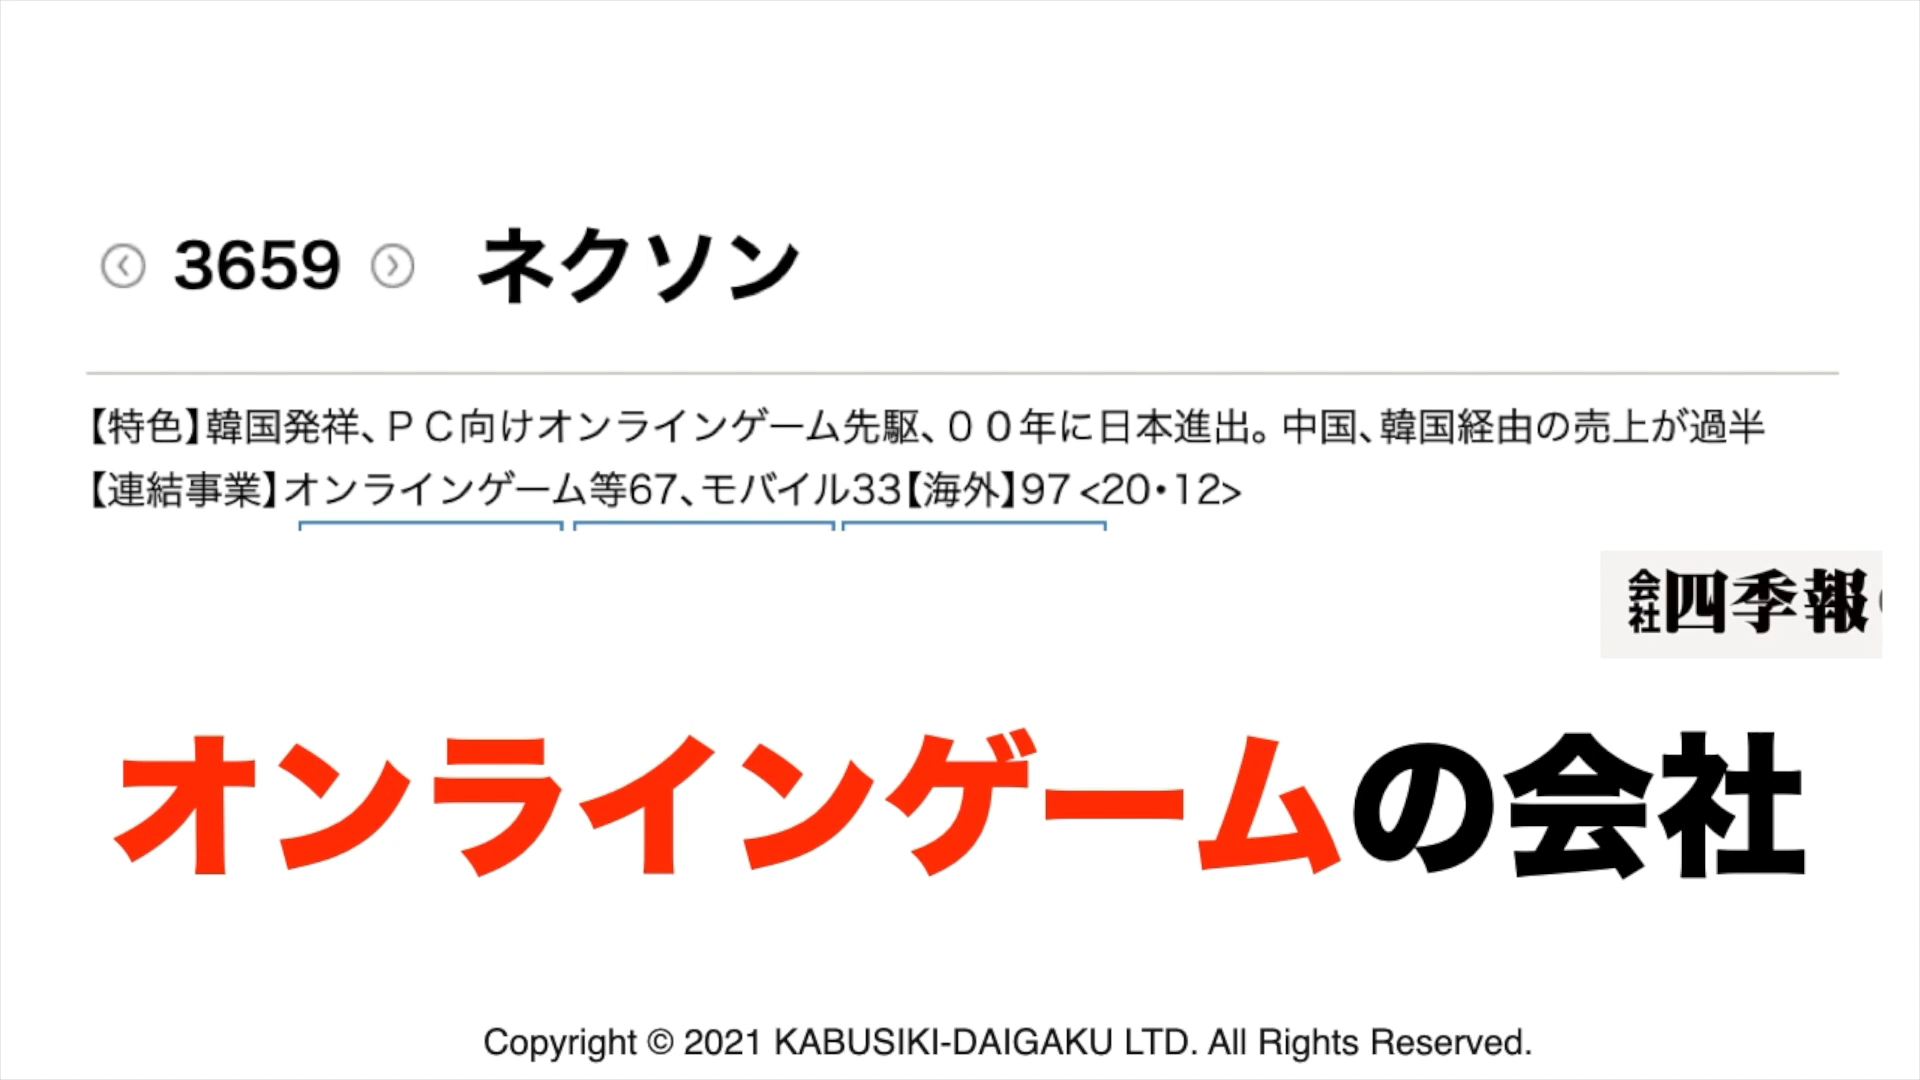 3659 ネクソン
【特色】韓国発祥、ＰＣ向けオンラインゲーム先駆、００年に日本進出。中国、韓国経由の売上が過半
【連結事業】オンラインゲーム等67、モバイル33【海外】97 <20・12>
会社四季報
オンラインゲームの会社
Copyright © 2021 KABUSIKI-DAIGAKU LTD. All Rights Reserved.